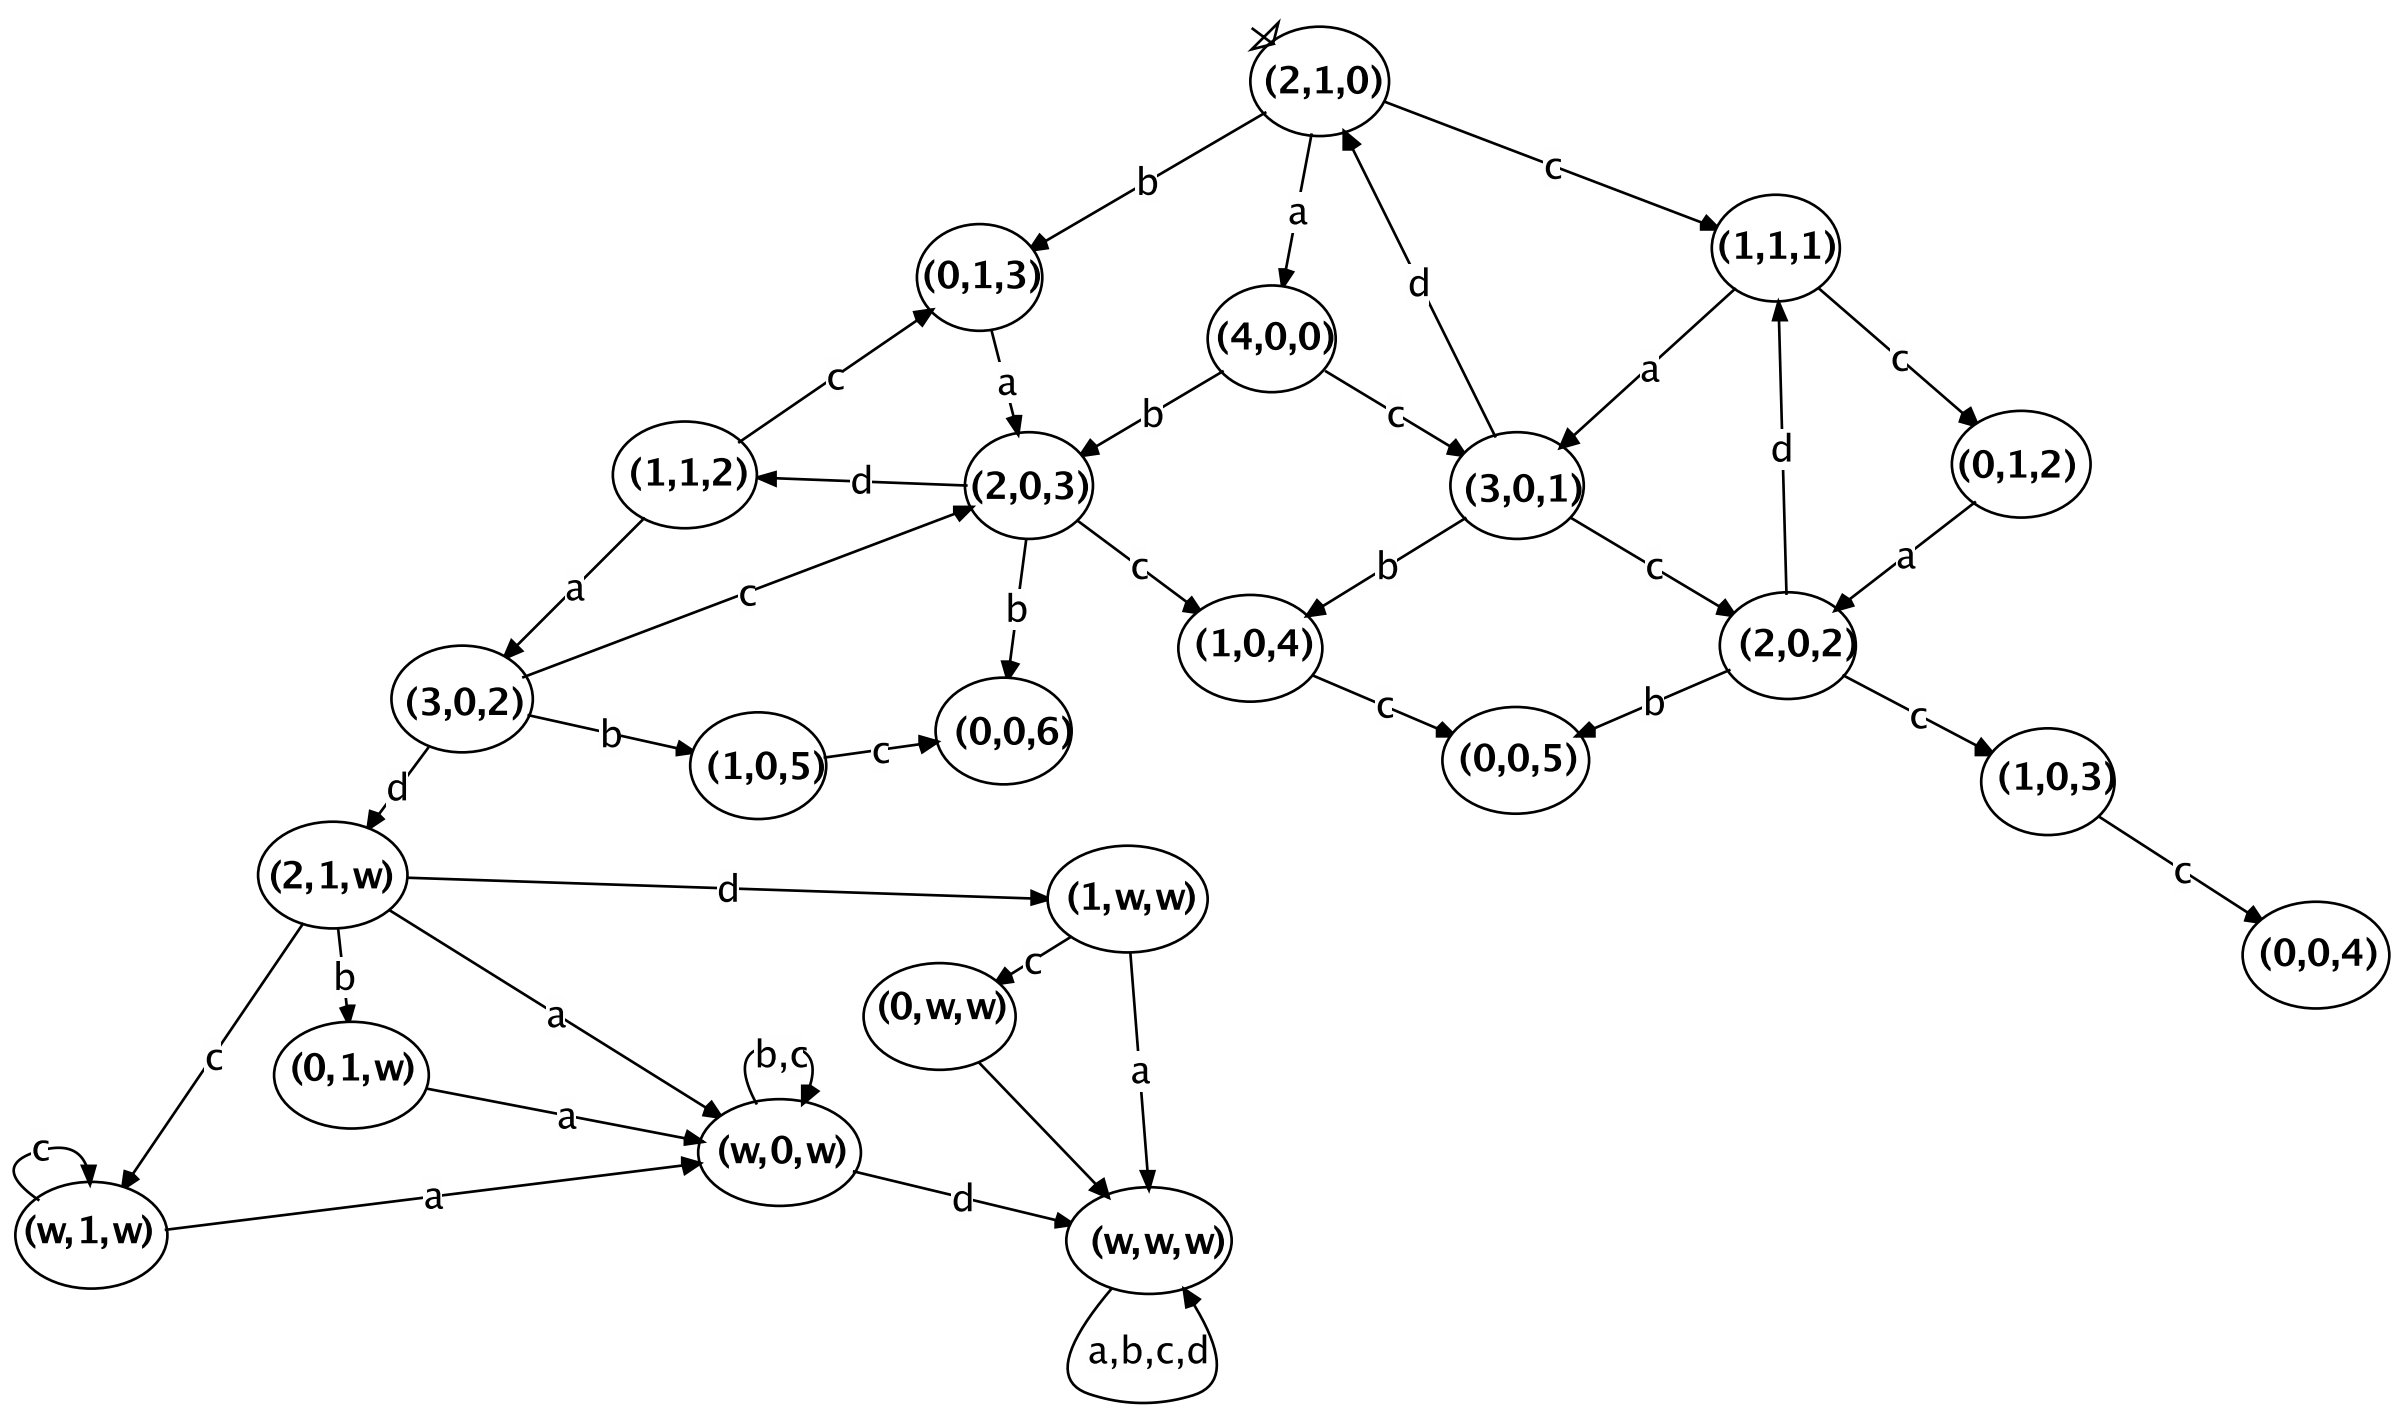 (2,1,0)
c
b
a
(1,1,1)
(0,1,3)
d
(4,0,0)
a
c
c
a
b
c
d
(0,1,2)
(1,1,2)
d
(2,0,3)
(3,0,1)
a
c
b
c
a
c
b
(1,0,4)
(2,0,2)
(3,0,2)
b
c
b
c
(1,0,5)
c
(0,0,6)
(0,0,5)
(1,0,3)
d
(2,1,w)
d
(1,w,w)
c
(0,0,4)
b
c
a
(0,w,w)
c
(0,1,w)
b,c
a
a
c
(w,0,w)
a
d
(w,1,w)
(w,w,w)
a,b,c,d